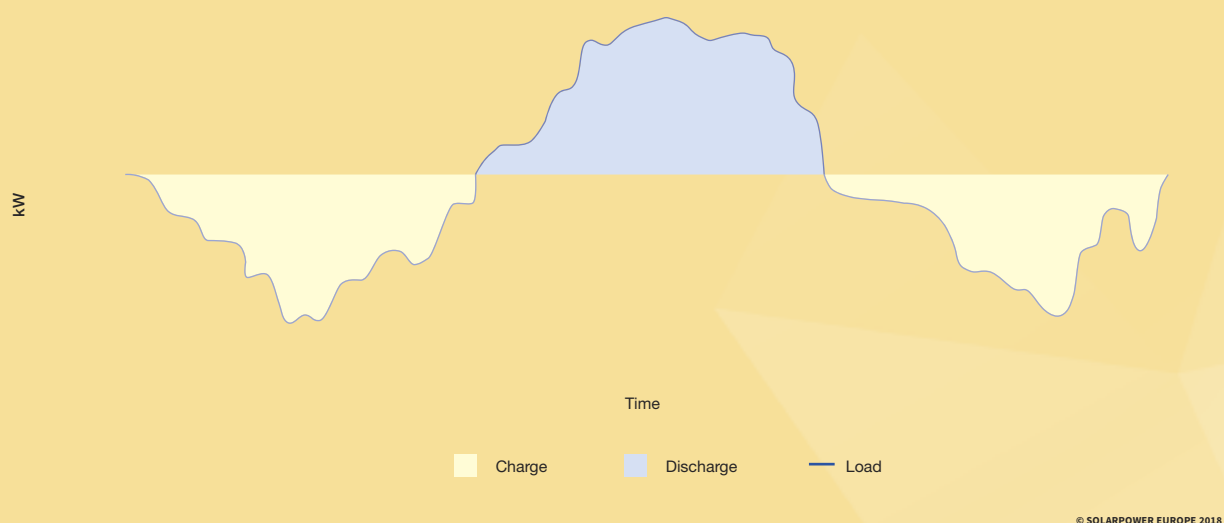 kW
Time
Charge
Discharge
Load
© SOLARPOWER EUROPE 2018